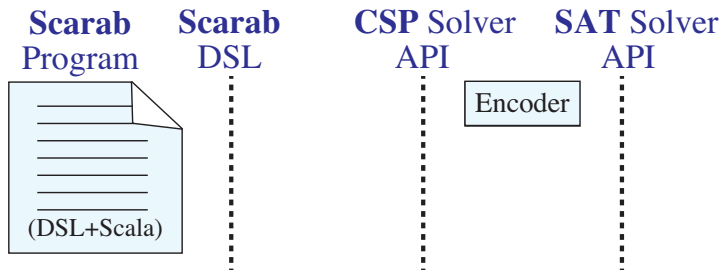 Scarab Scarab CSP Solver SAT Solver
Program DSL API API
Encoder
(DSL+Scala)